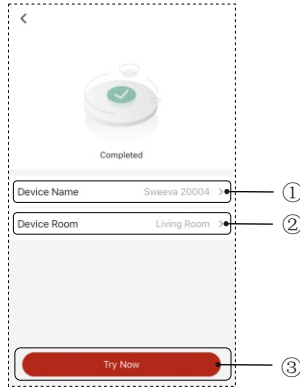 Completed
Device Name Sweeva 20004 ①
Device Room Living Room ②
Try Now ③